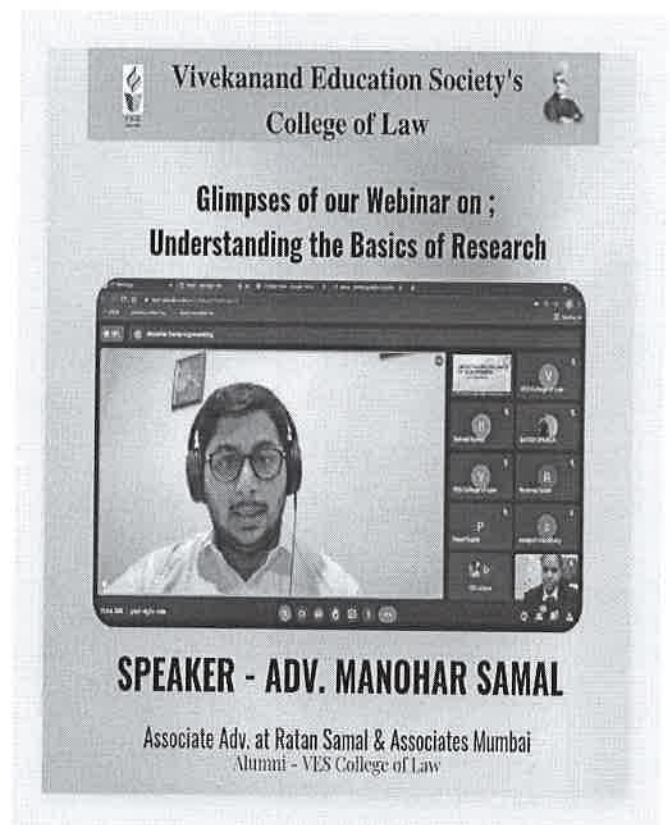 Vivekanand Education Society's
College of Law
Glimpses of our Webinar on ;
Understanding the Basics of Research
SPEAKER - ADV. MANOHAR SAMAL
Associate Adv. at Ratan Samal & Associates Mumbai
Alumni - VES College of Law